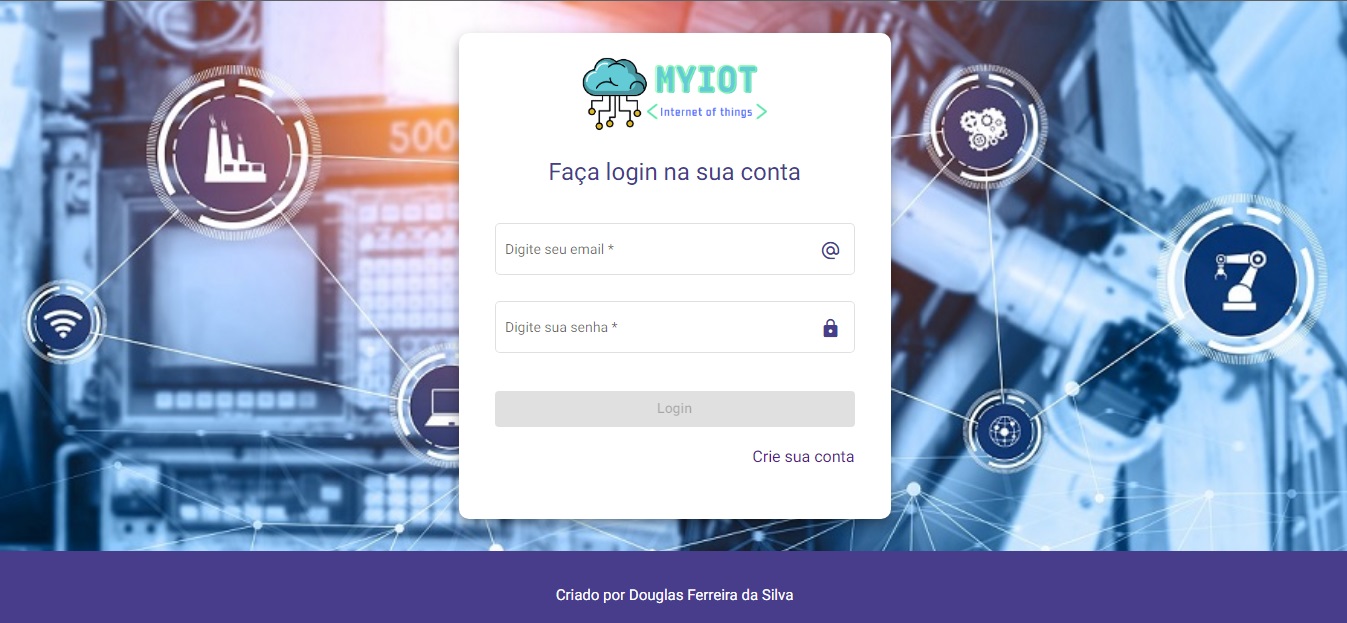 500
MYIOT
Internet of things
Faça login na sua conta
Digite seu email *
Digite sua senha *
Login
Crie sua conta
Criado por Douglas Ferreira da Silva